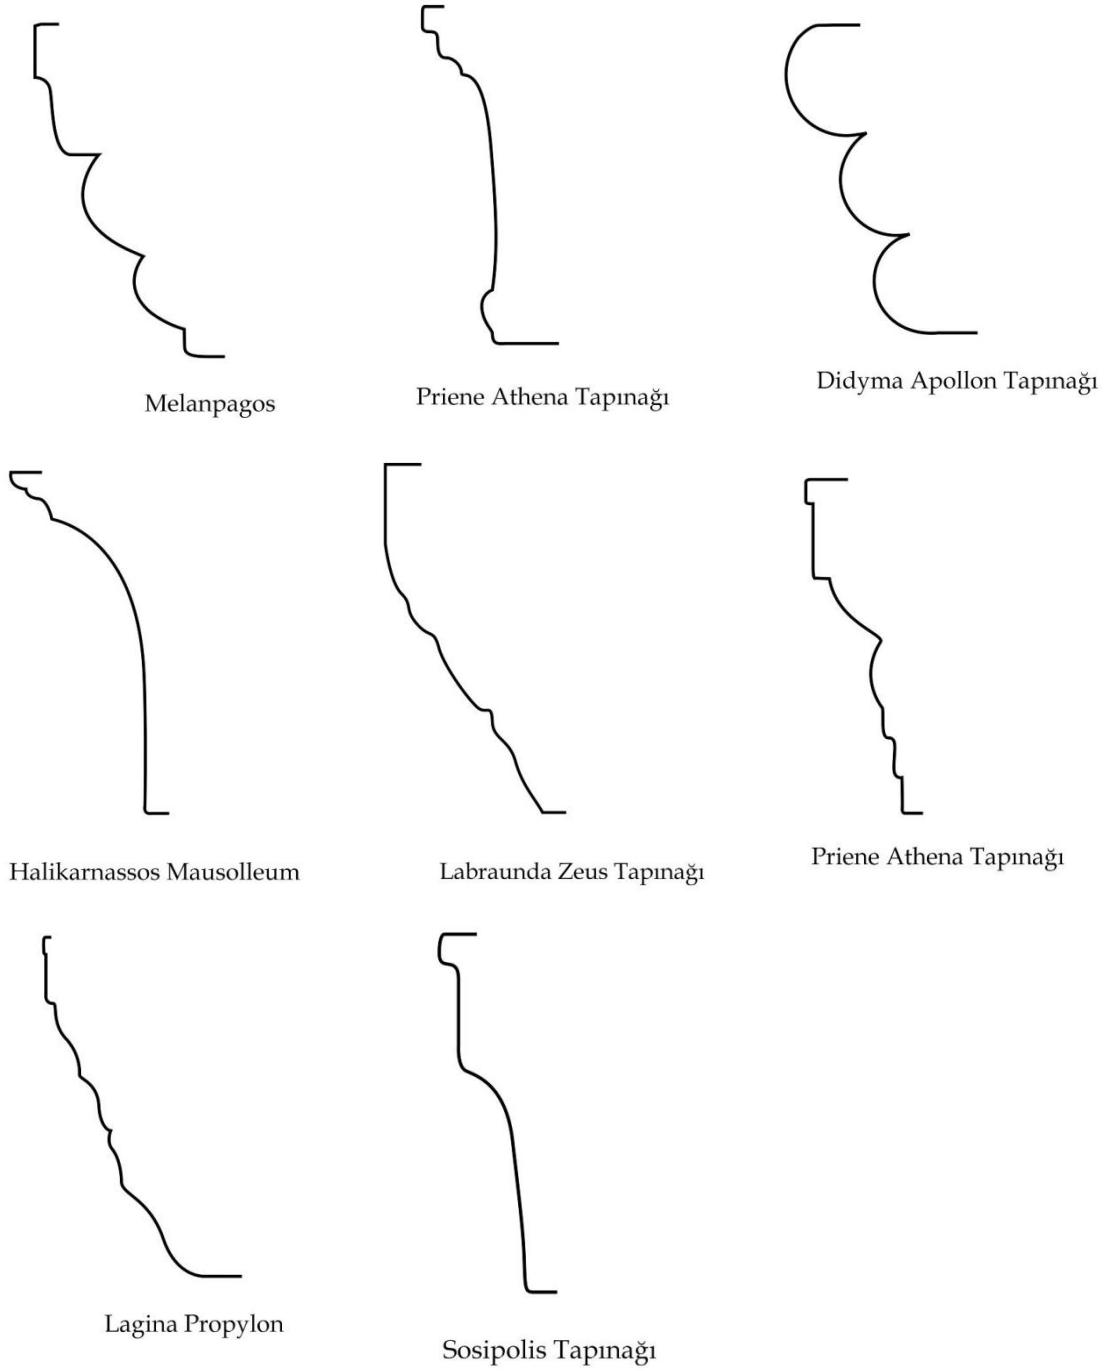 Melanpagos
Priene Athena Tapınağı
Didyma Apollon Tapınağı
Halikarnassos Mausolleum
Labraunda Zeus Tapınağı
Priene Athena Tapınağı
Lagina Propylon
Sosipolis Tapınağı